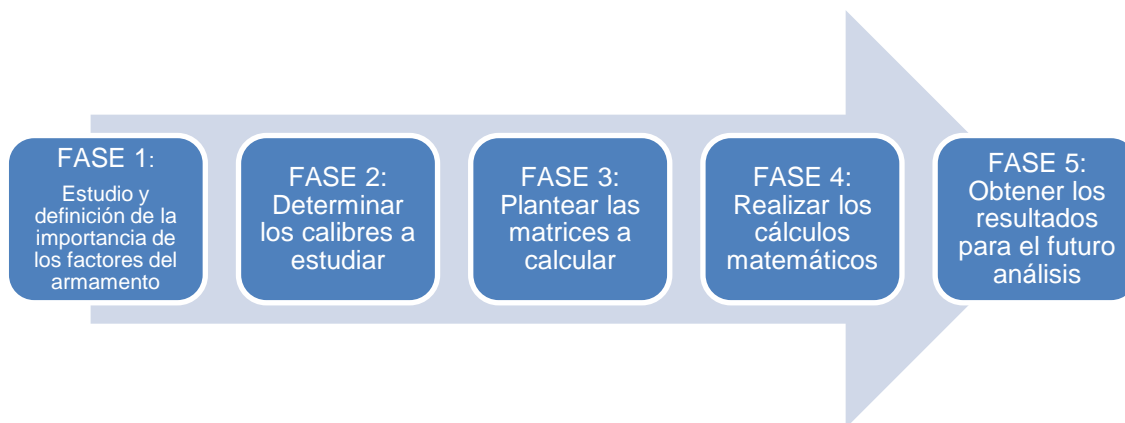 FASE 1:
Estudio y
definición de la
importancia de
los factores del
armamento
FASE 2:
Determinar
los calibres a
estudiar
FASE 3:
Plantear las
matrices a
calcular
FASE 4:
Realizar los
cálculos
matemáticos
FASE 5:
Obtener los
resultados
para el futuro
análisis